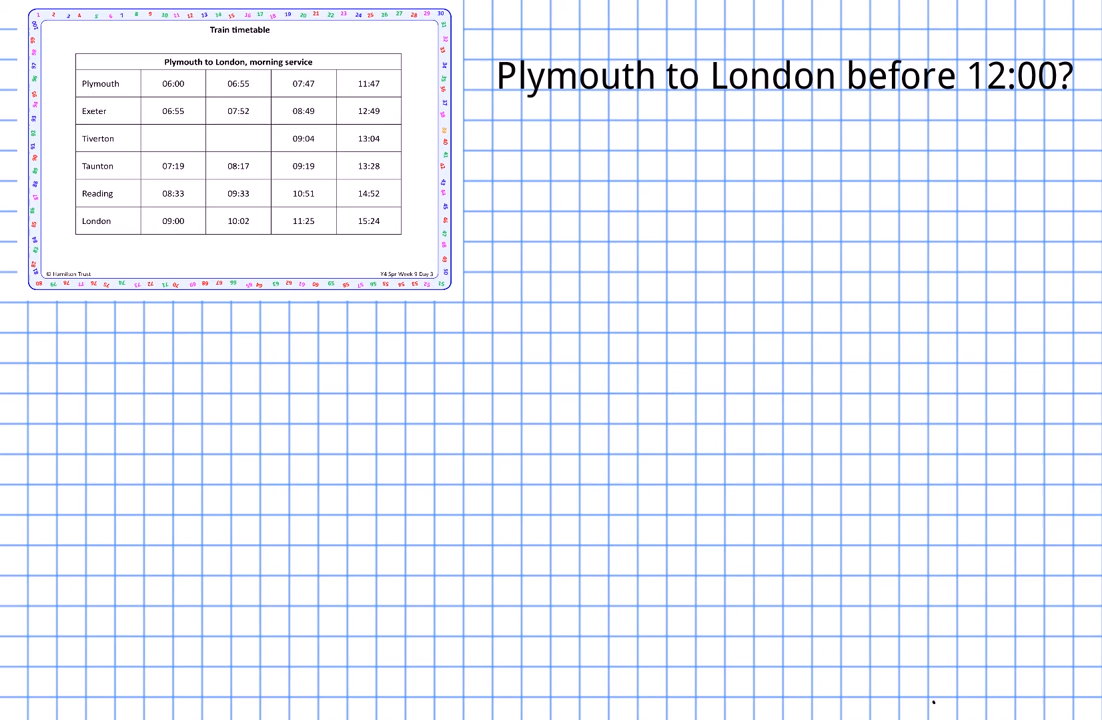 Train timetable
Plymouth to London, morning service
Plymouth 06:00 06:55 07:47 11:47
Exeter 06:55 07:52 08:49 12:49
Tiverton 09:04 13:04
Taunton 07:19 08:17 09:19 13:28
Reading 08:33 09:33 10:51 14:52
London 09:00 10:02 11:25 15:24
© Hamilton Trust Y4 Spr Week 9 Day 3
Plymouth to London before 12:00?